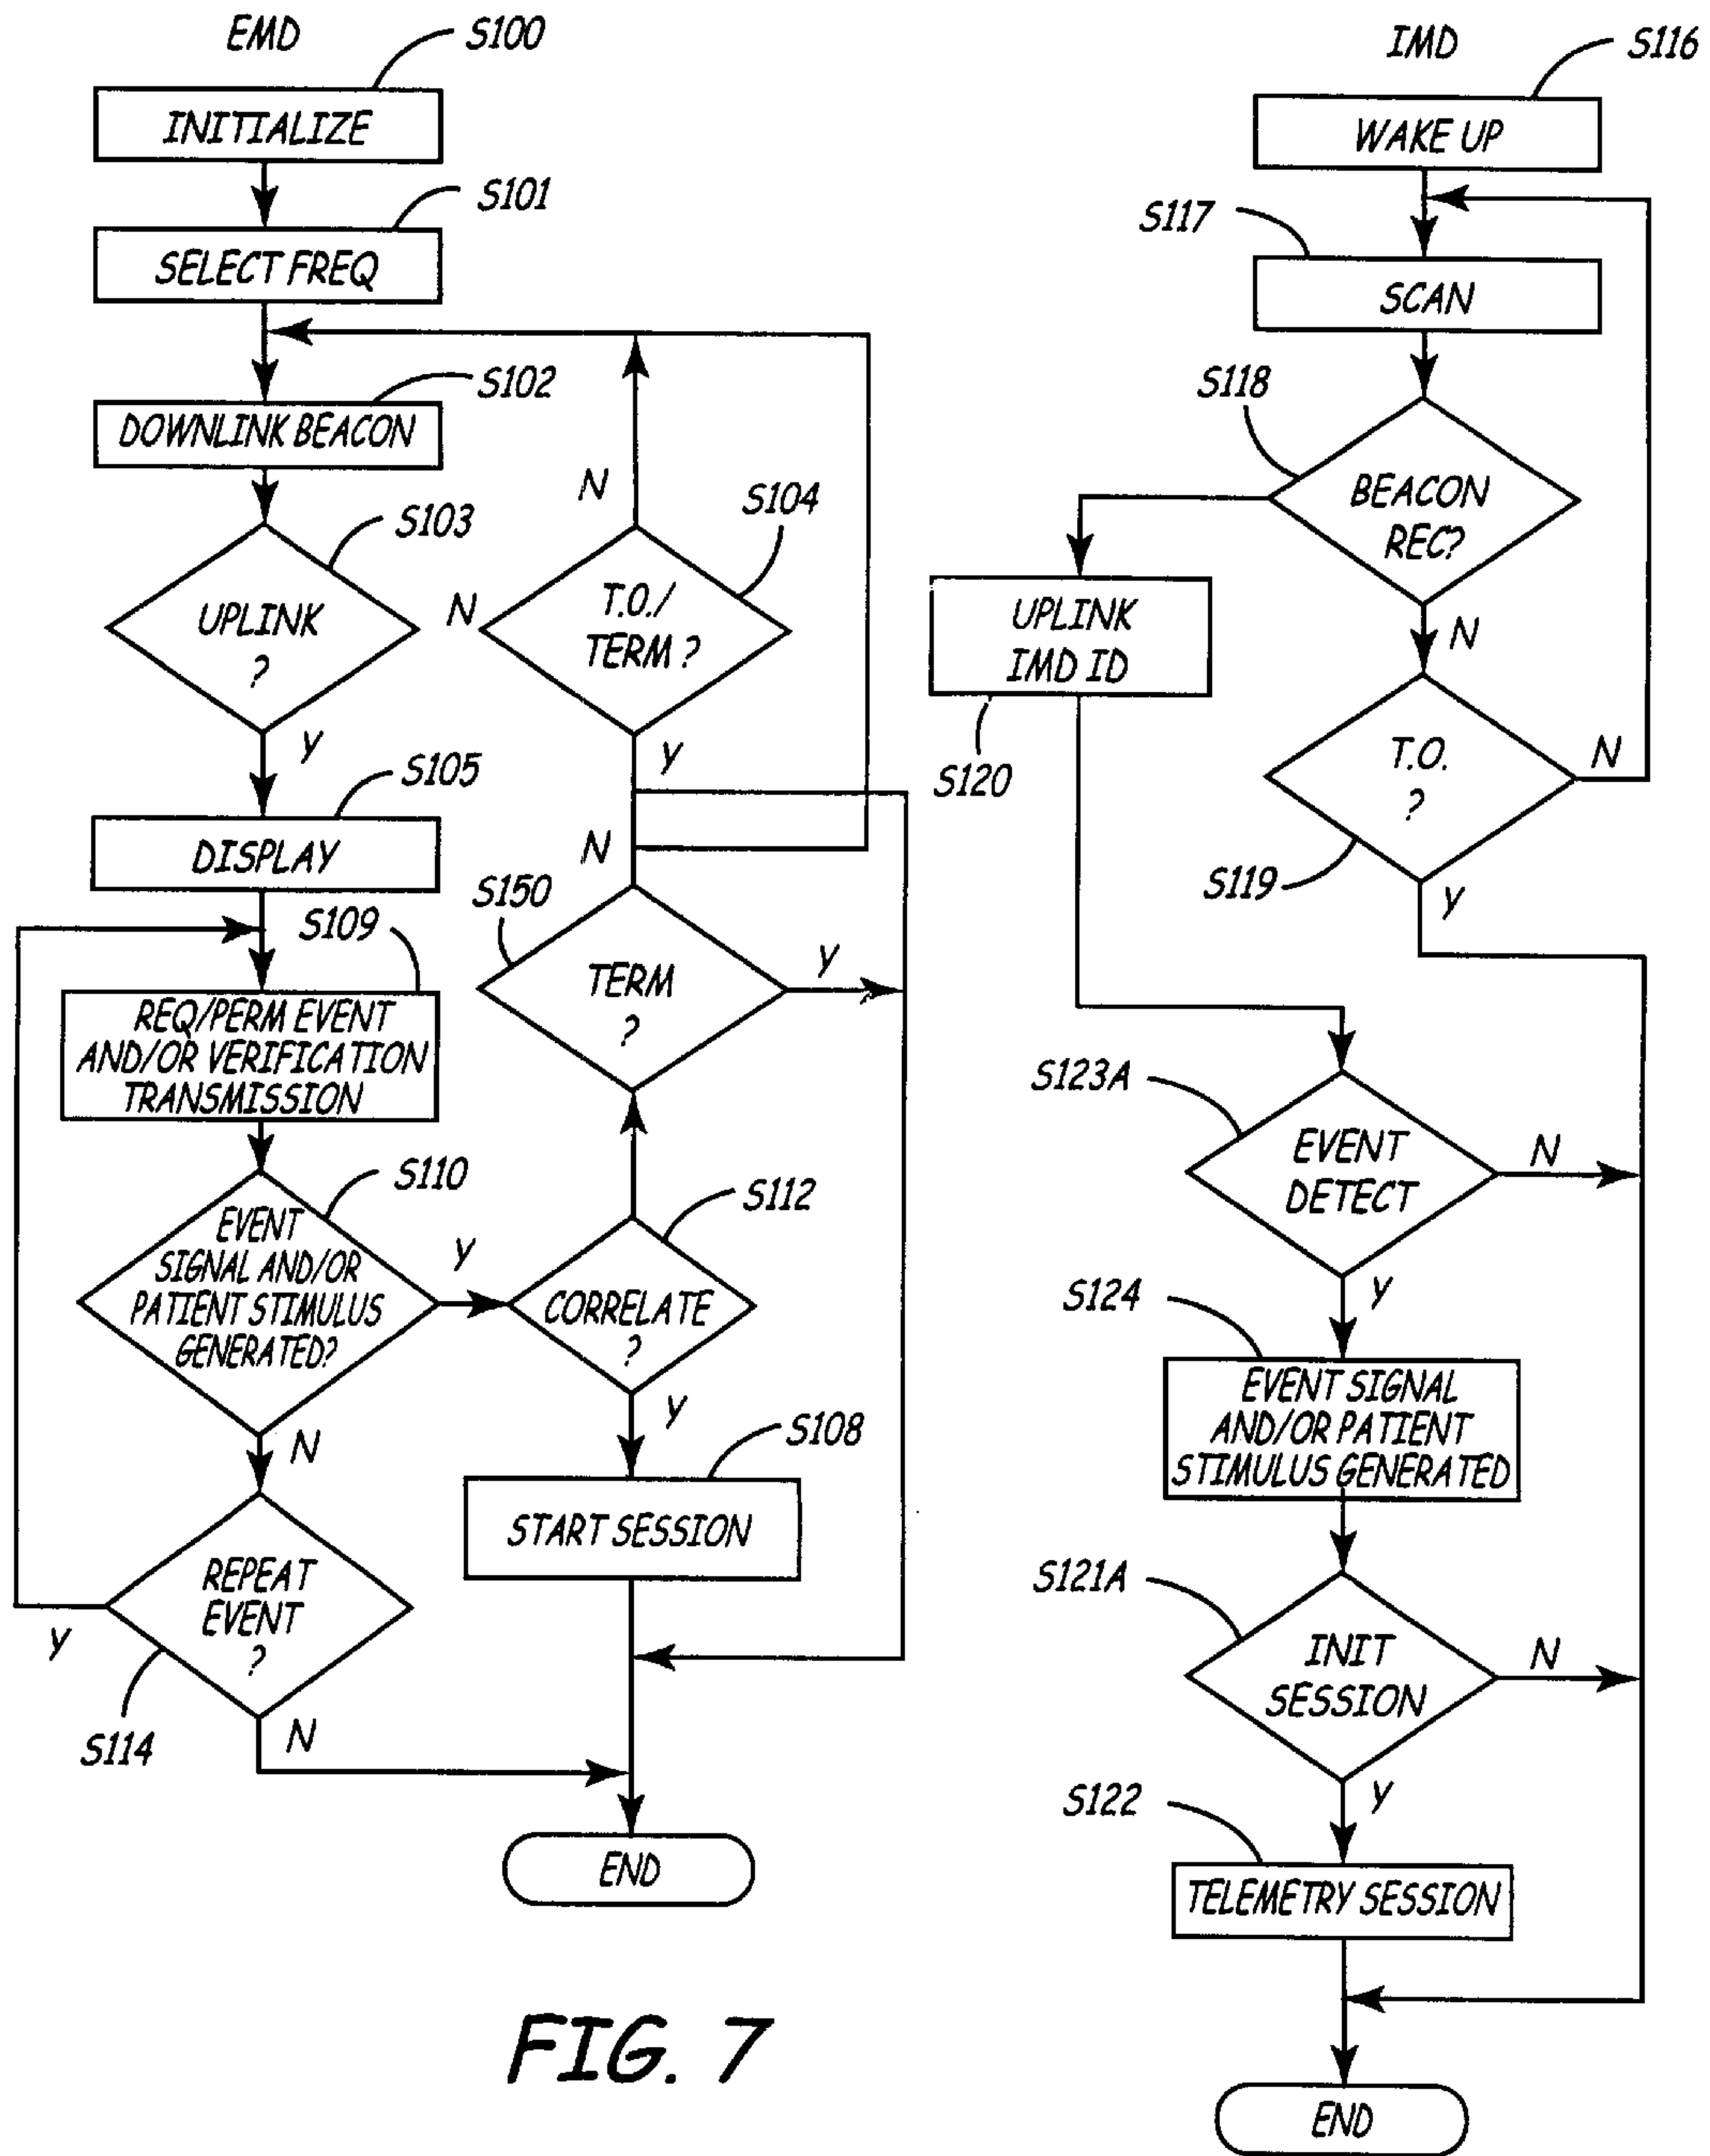 EMD
S100
INITIALIZE
S101
SELECT FREQ
S102
DOWNLINK BEACON
S103
UPLINK
?
N
y
S104
T.O./
TERM ?
N
y
S105
DISPLAY
S109
REQ/PERM EVENT
AND/OR VERIFICATION
TRANSMISSION
S110
EVENT
SIGNAL AND/OR
PATIENT STIMULUS
GENERATED?
y
N
S150
TERM
?
N
y
S112
CORRELATE
?
y
S108
START SESSION
REPEAT
EVENT
?
y
S114
N
END
IMD
S116
WAKE UP
S117
SCAN
S118
BEACON
REC?
N
UPLINK
IMD ID
S120
T.O.
?
N
S119
y
S123A
EVENT
DETECT
N
y
S124
EVENT SIGNAL
AND/OR PATIENT
STIMULUS GENERATED
S121A
INIT
SESSION
N
y
S122
TELEMETRY SESSION
END
FIG. 7